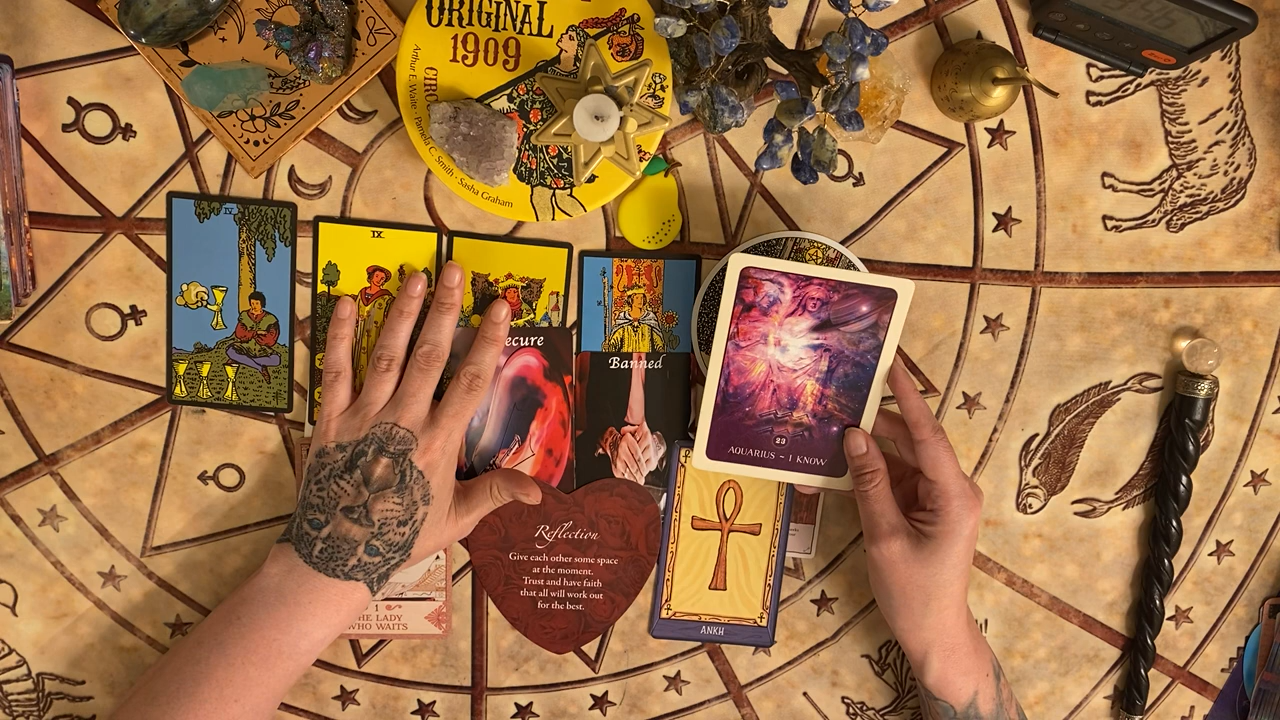 ORIGINAL
1909
Arthur E. Waite - Pamela C. Smith - Sasha Graham
IV
IX
Banned
23
AQUARIUS - I KNOW
Reflection
Give each other some space
at the moment.
Trust and have faith
that all will work out
for the best.
ANKH
1
HE LADY
WHO WAITS